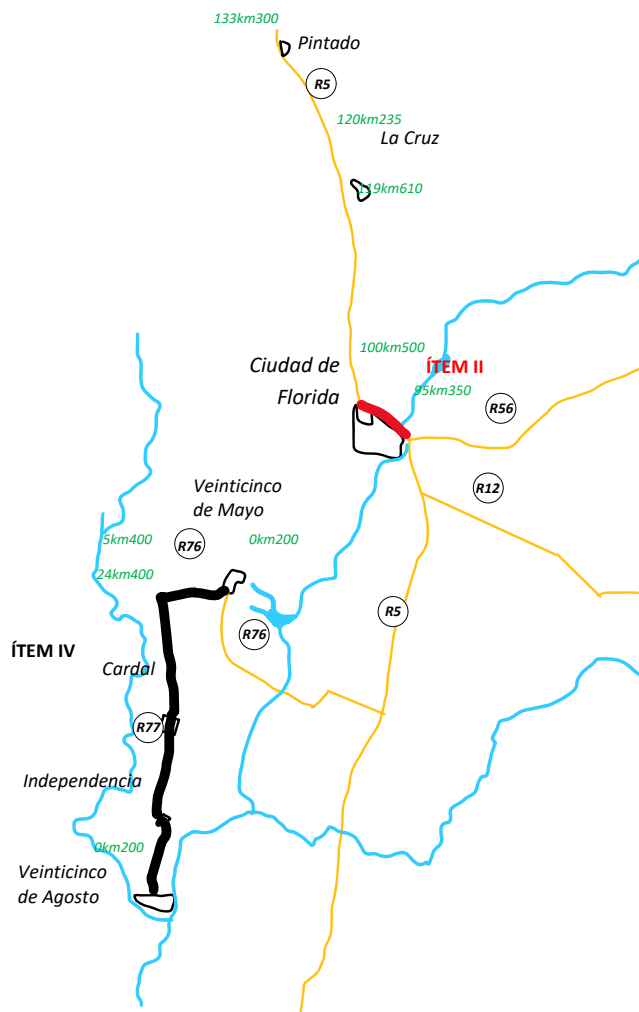 133km300
Pintado
R5
120km235
La Cruz
119km610
100km500
Ciudad de
Florida
ÍTEM II
95km350
R56
R12
Veinticinco
de Mayo
5km400
R76
0km200
24km400
R5
R76
ÍTEM IV
Cardal
R77
Independencia
0km200
Veinticinco
de Agosto